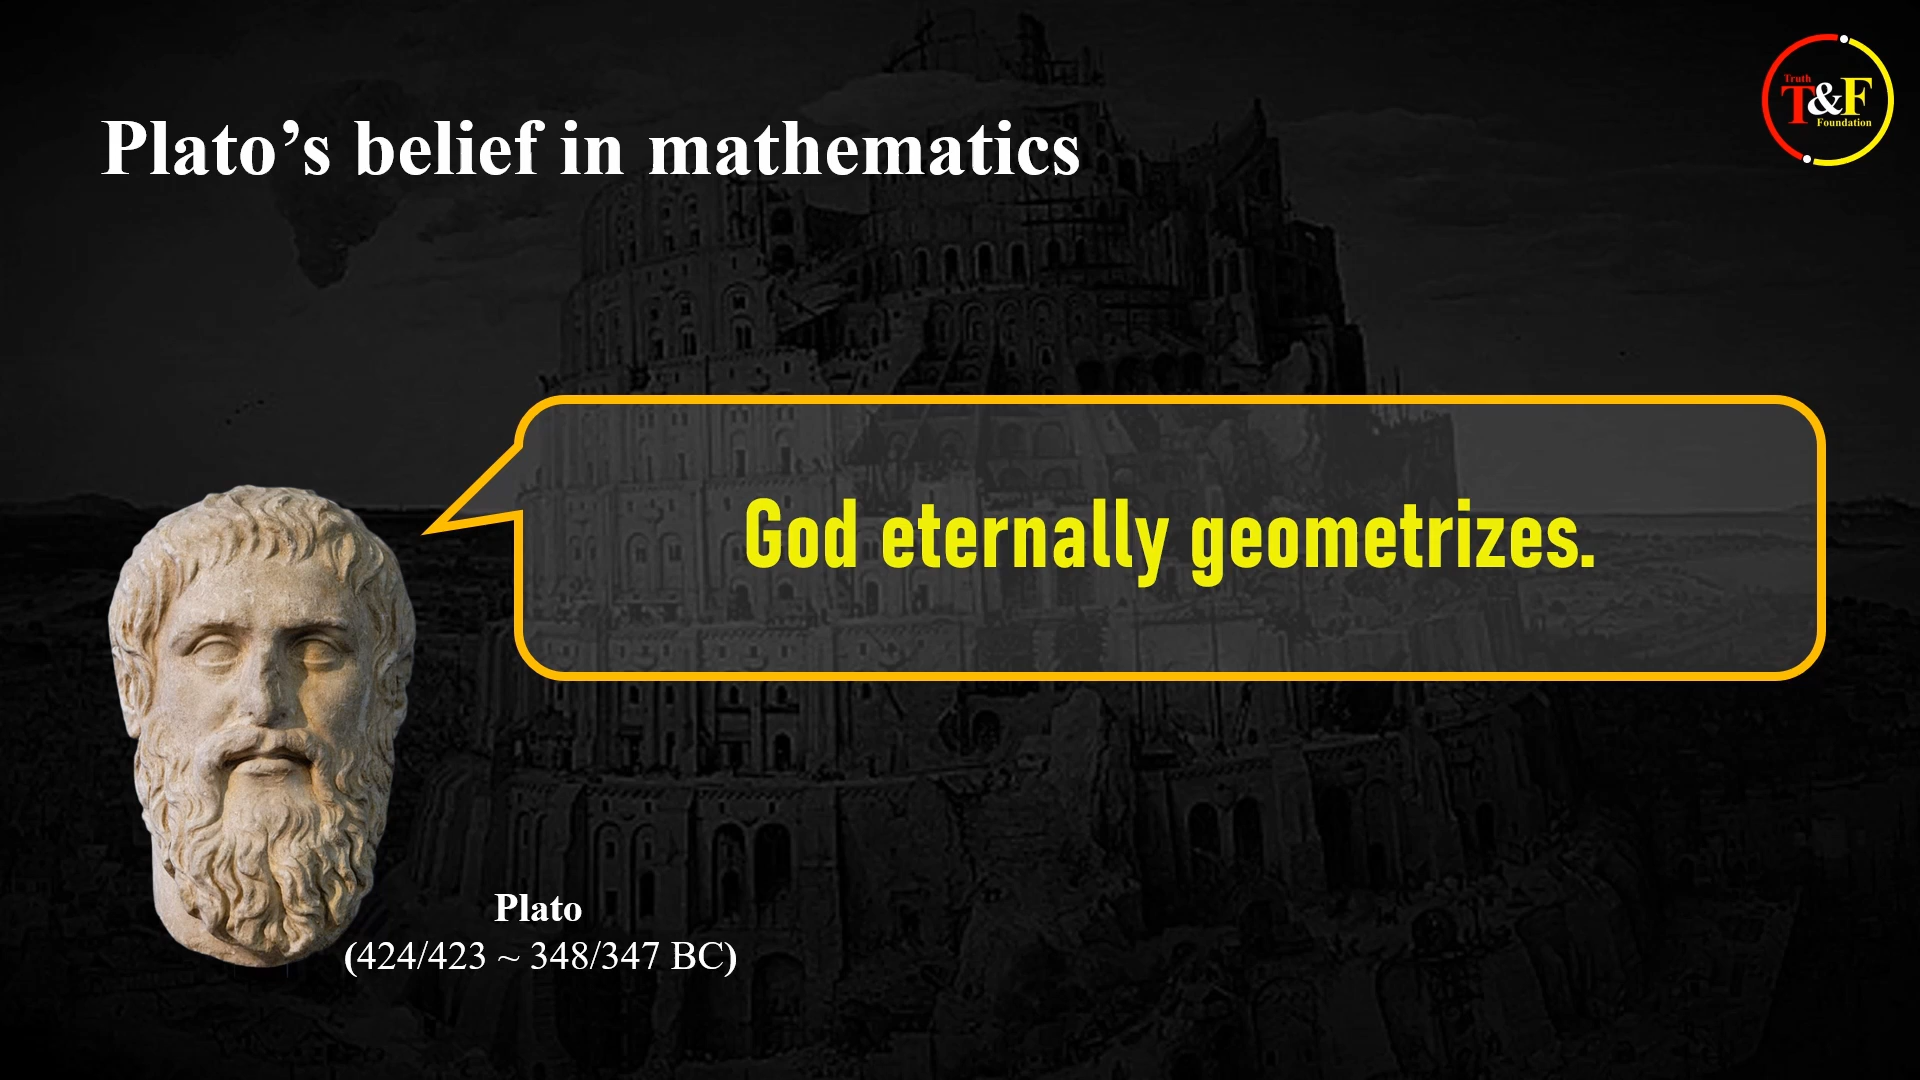 Plato’s belief in mathematics
Truth
T&F
Foundation
God eternally geometrizes.
Plato
(424/423 ~ 348/347 BC)